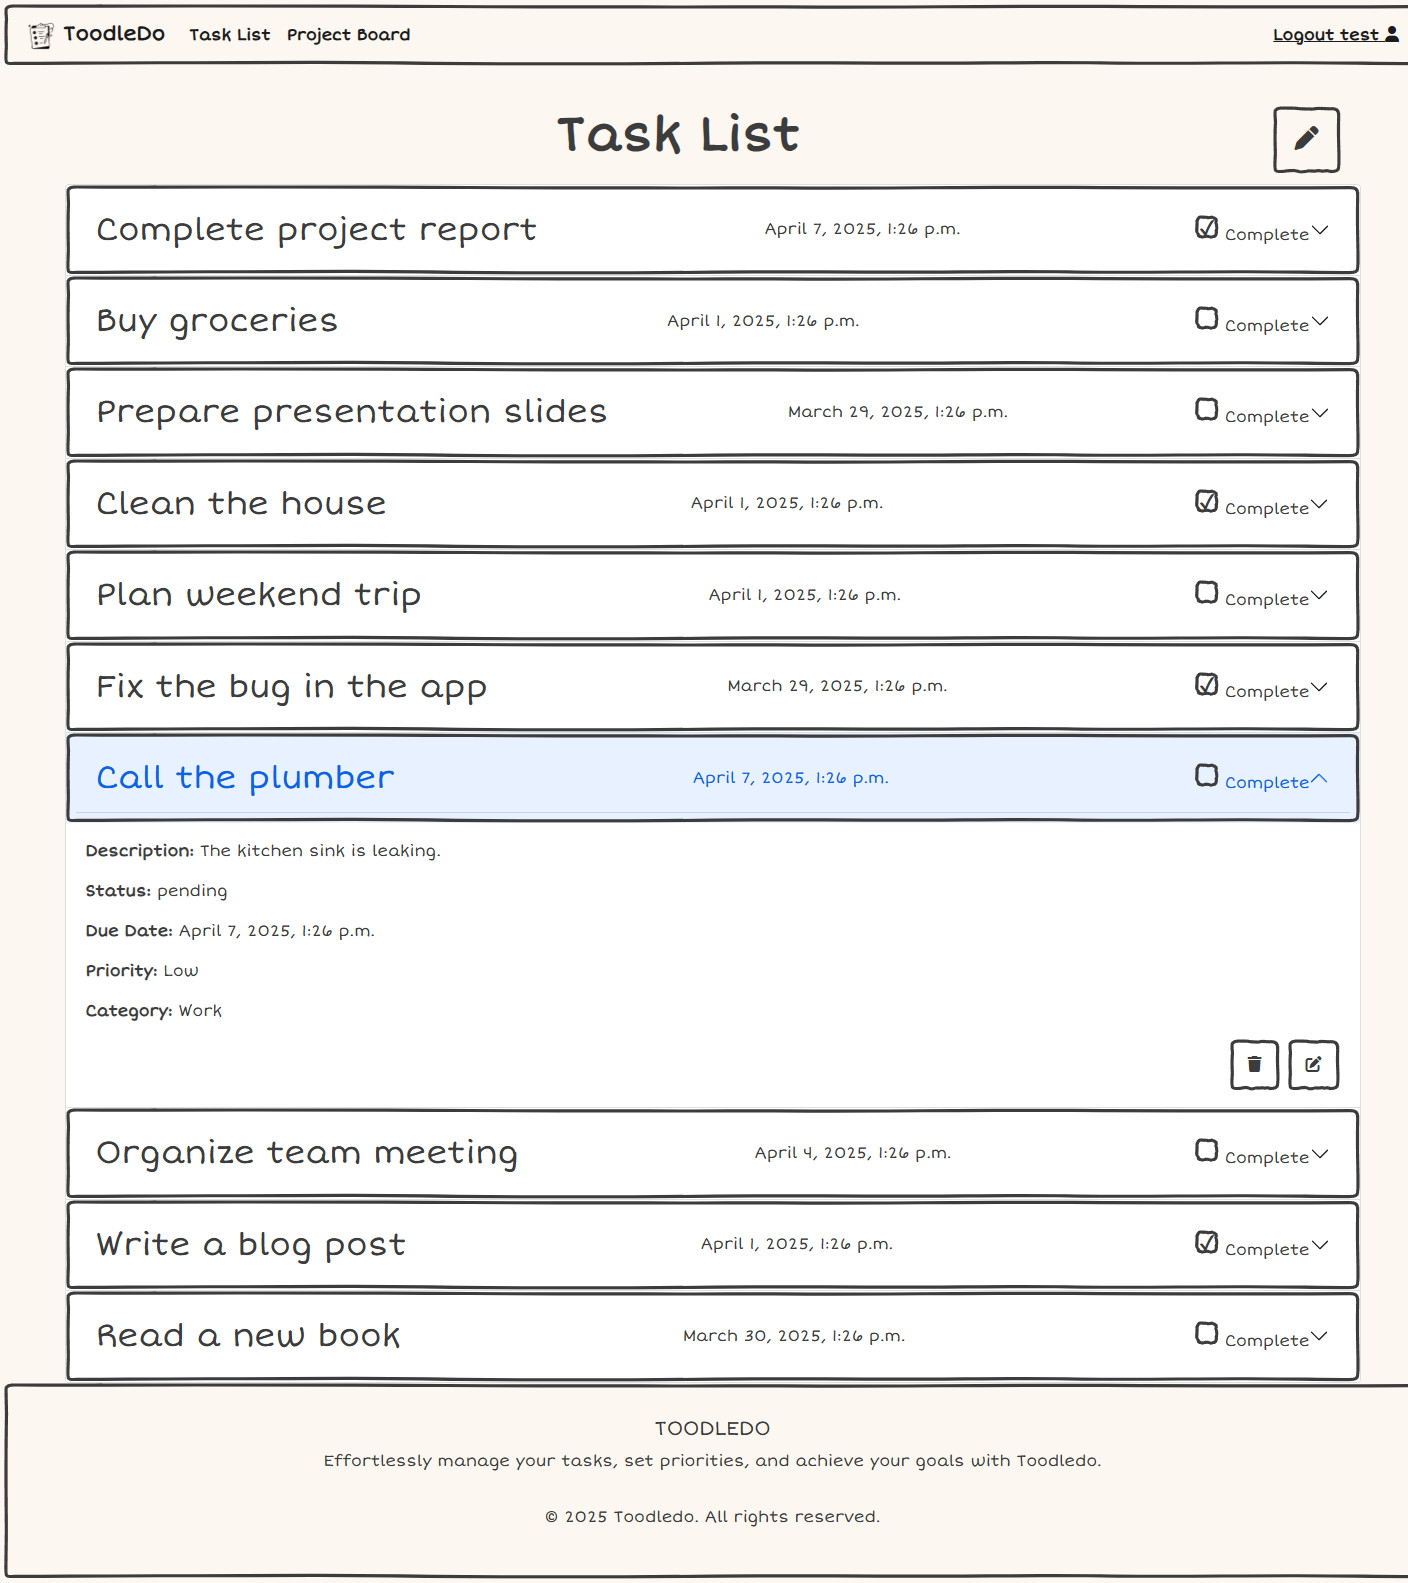 ToodleDo Task List Project Board Logout test
Task List
Complete project report April 7, 2025, 1:26 p.m. Complete
Buy groceries April 1, 2025, 1:26 p.m. Complete
Prepare presentation slides March 29, 2025, 1:26 p.m. Complete
Clean the house April 1, 2025, 1:26 p.m. Complete
Plan weekend trip April 1, 2025, 1:26 p.m. Complete
Fix the bug in the app March 29, 2025, 1:26 p.m. Complete
Call the plumber April 7, 2025, 1:26 p.m. Complete
Description: The kitchen sink is leaking.
Status: pending
Due Date: April 7, 2025, 1:26 p.m.
Priority: Low
Category: Work
Organize team meeting April 4, 2025, 1:26 p.m. Complete
Write a blog post April 1, 2025, 1:26 p.m. Complete
Read a new book March 30, 2025, 1:26 p.m. Complete
TOODLEDO
Effortlessly manage your tasks, set priorities, and achieve your goals with Toodledo.
© 2025 Toodledo. All rights reserved.